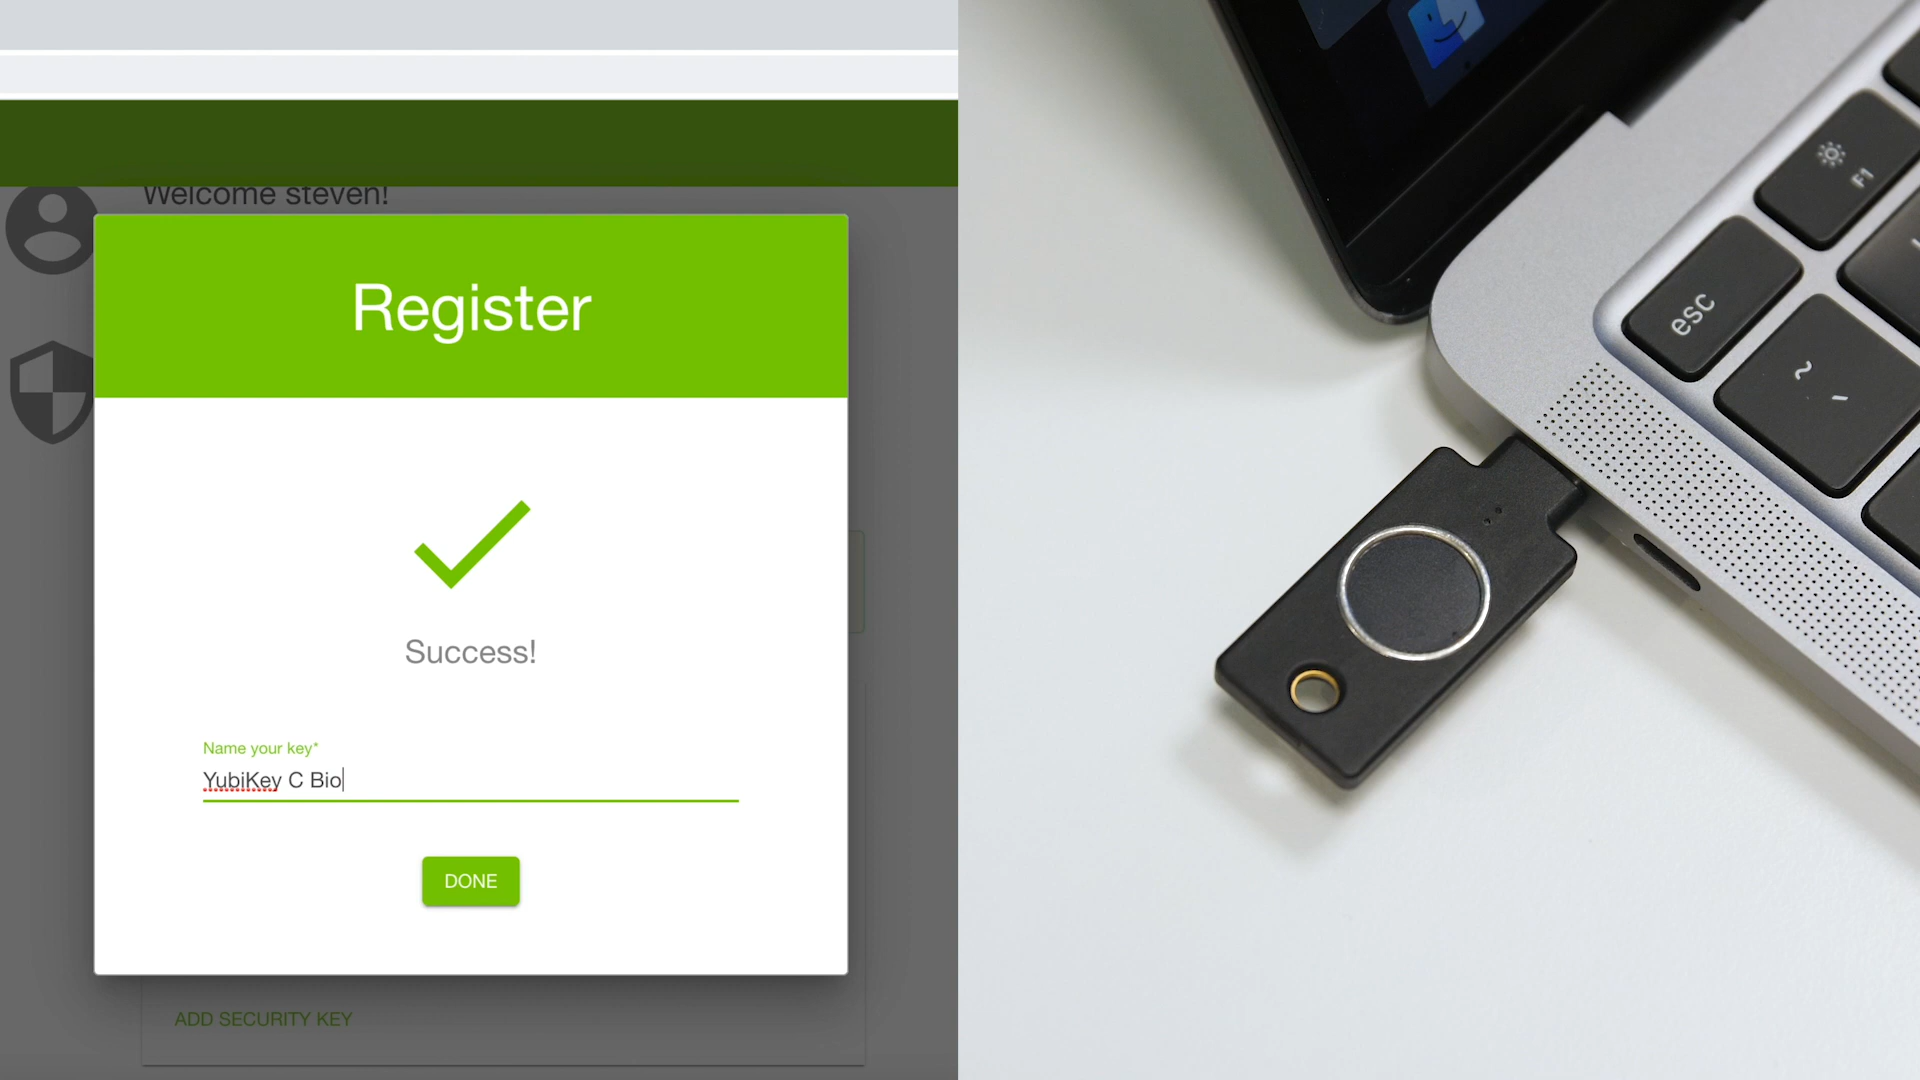 Welcome steven!
Register
Success!
Name your key*
YubiKey C Bio
DONE
ADD SECURITY KEY
F1
esc
~